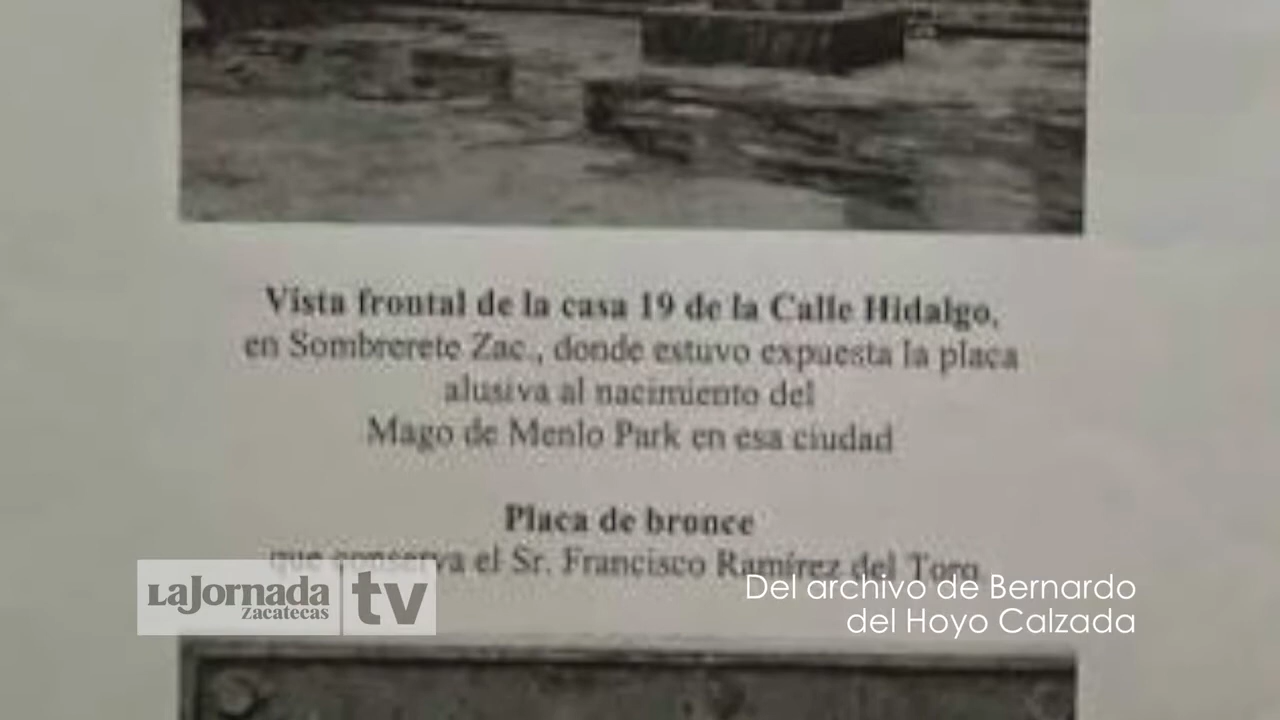 Vista frontal de la casa 19 de la Calle Hidalgo,
en Sombrerete Zac., donde estuvo expuesta la placa
alusiva al nacimiento del
Mago de Menlo Park en esa ciudad
Placa de bronce
que conserva el Sr. Francisco Ramírez del Toro
LaJornada
Zacatecas
tv
Del archivo de Bernardo
del Hoyo Calzada